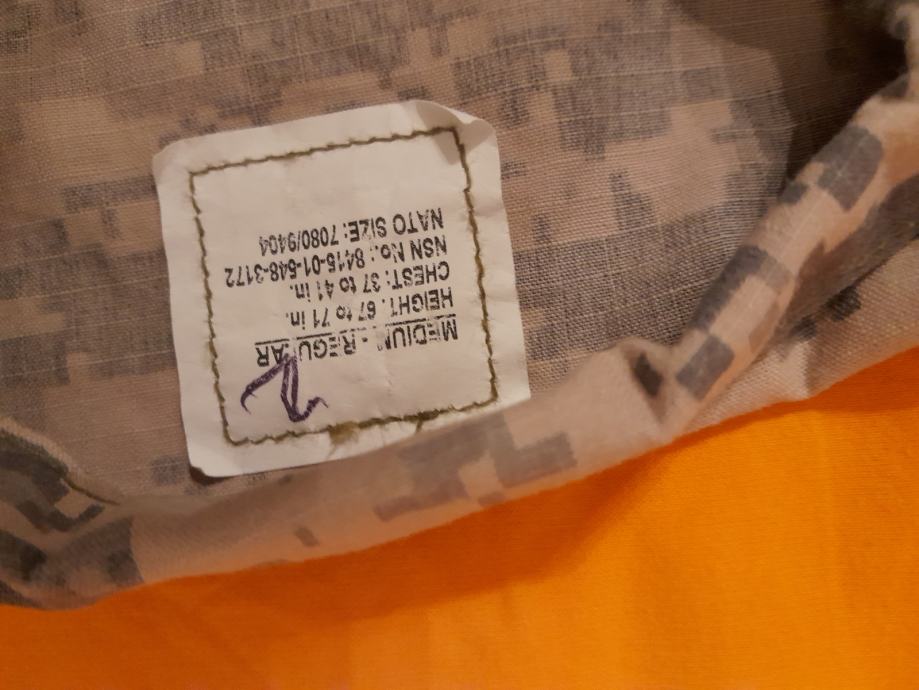 MEDIUM - REGULAR
HEIGHT: 67 to 71 in.
CHEST: 37 to 41 in.
NSN No.: 8415-01-548-3172
NATO SIZE: 7080/9404